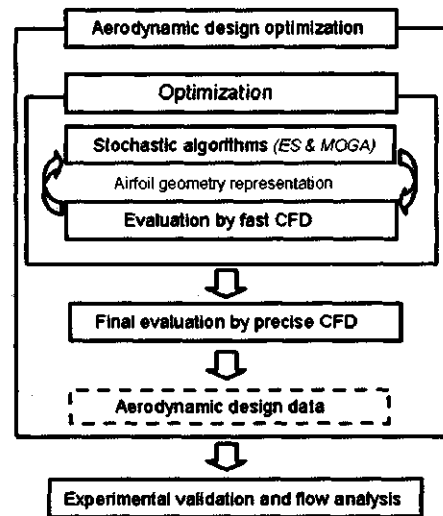 Aerodynamic design optimization
Optimization
Stochastic algorithms (ES & MOGA)
Airfoil geometry representation
Evaluation by fast CFD
Final evaluation by precise CFD
Aerodynamic design data
Experimental validation and flow analysis